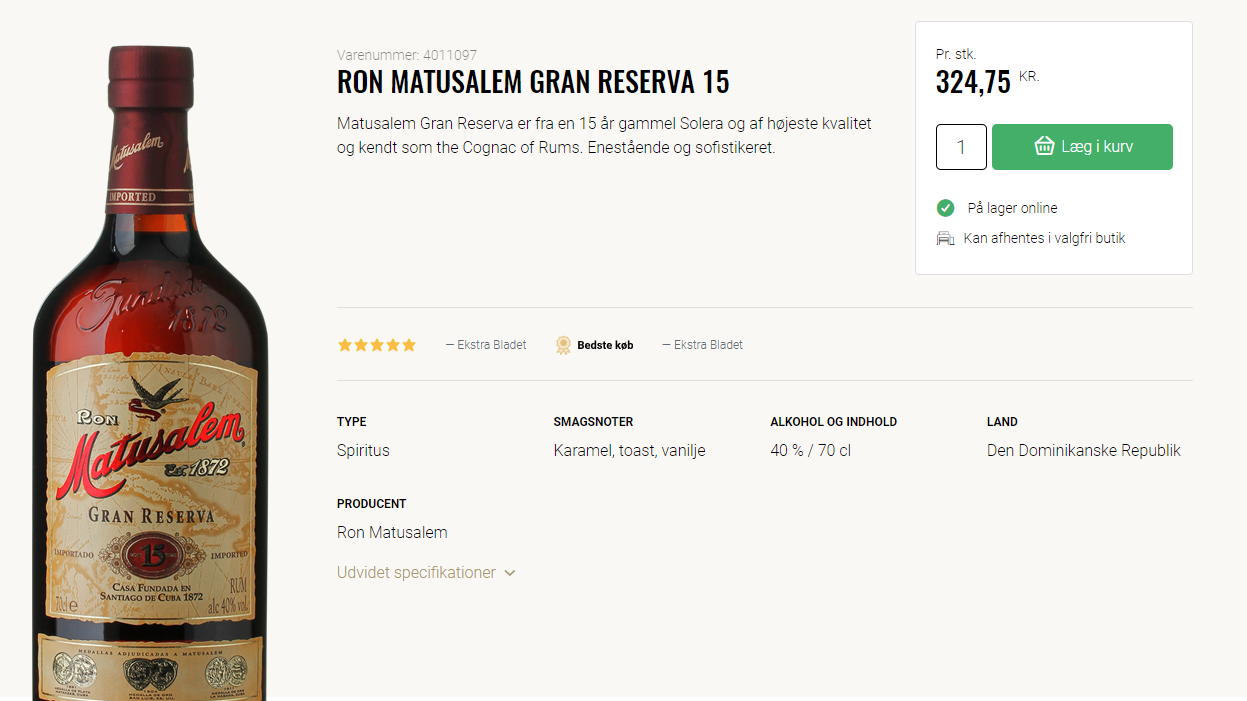 Varenummer: 4011097
RON MATUSALEM GRAN RESERVA 15
Matusalem Gran Reserva er fra en 15 år gammel Solera og af højeste kvalitet
og kendt som the Cognac of Rums. Enestående og sofistikeret.
Pr. stk.
324,75 KR.
1 Læg i kurv
På lager online
Kan afhentes i valgfri butik
— Ekstra Bladet Bedste køb — Ekstra Bladet
TYPE SMAGSNOTER ALKOHOL OG INDHOLD LAND
Spiritus Karamel, toast, vanilje 40 % / 70 cl Den Dominikanske Republik
PRODUCENT
Ron Matusalem
Udvidet specifikationer
Matusalem
IMPORTED
Fundado
1872
RON
Matusalem
Est 1872
GRAN RESERVA
IMPORTADO 15 IMPORTED
CASA FUNDADA EN
SANTIAGO DE CUBA 1872
RUM
70cl e alc 40% vol
MEDALLAS ADJUDICADAS A MATUSALEM